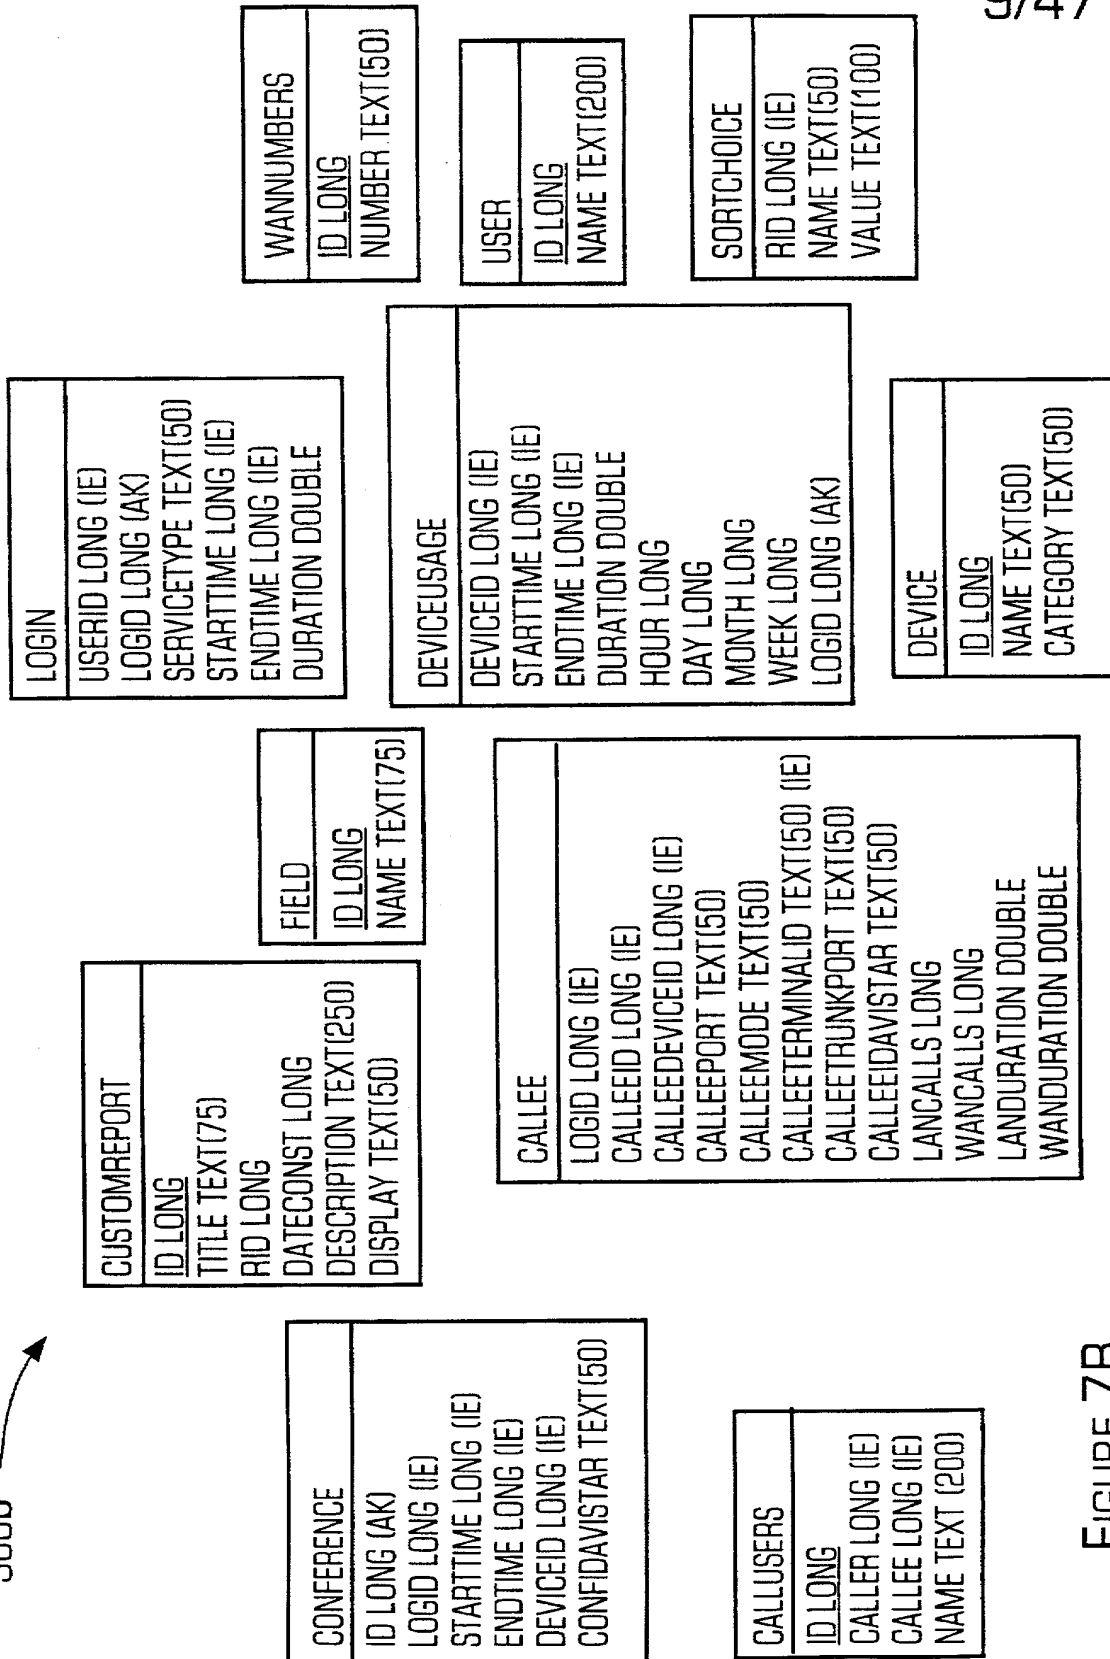 9/47
CONFERENCE
ID LONG (AK)
LOGID LONG (IE)
STARTTIME LONG (IE)
ENDTIME LONG (IE)
DEVICEID LONG (IE)
CONFIDAVISTAR TEXT(50)
CALLUSERS
ID LONG
CALLER LONG (IE)
CALLEE LONG (IE)
NAME TEXT (200)
CUSTOMREPORT
ID LONG
TITLE TEXT(75)
RID LONG
DATECONST LONG
DESCRIPTION TEXT(250)
DISPLAY TEXT(50)
FIELD
ID LONG
NAME TEXT(75)
CALLEE
LOGID LONG (IE)
CALLEEID LONG (IE)
CALLEEDEVICEID LONG (IE)
CALLEEPORT TEXT(50)
CALLEEMODE TEXT(50)
CALLEETERMINALID TEXT(50) (IE)
CALLEETRUNKPORT TEXT(50)
CALLEEIDAVISTAR TEXT(50)
LANCALLS LONG
WANCALLS LONG
LANDURATION DOUBLE
WANDURATION DOUBLE
LOGIN
USERID LONG (IE)
LOGID LONG (AK)
SERVICETYPE TEXT(50)
STARTTIME LONG (IE)
ENDTIME LONG (IE)
DURATION DOUBLE
DEVICEUSAGE
DEVICEID LONG (IE)
STARTTIME LONG (IE)
ENDTIME LONG (IE)
DURATION DOUBLE
HOUR LONG
DAY LONG
MONTH LONG
WEEK LONG
LOGID LONG (AK)
DEVICE
ID LONG
NAME TEXT(50)
CATEGORY TEXT(50)
WANNUMBERS
ID LONG
NUMBER.TEXT(50)
USER
ID LONG
NAME TEXT(200)
SORTCHOICE
RID LONG (IE)
NAME TEXT(50)
VALUE TEXT(100)
FIGURE 7B